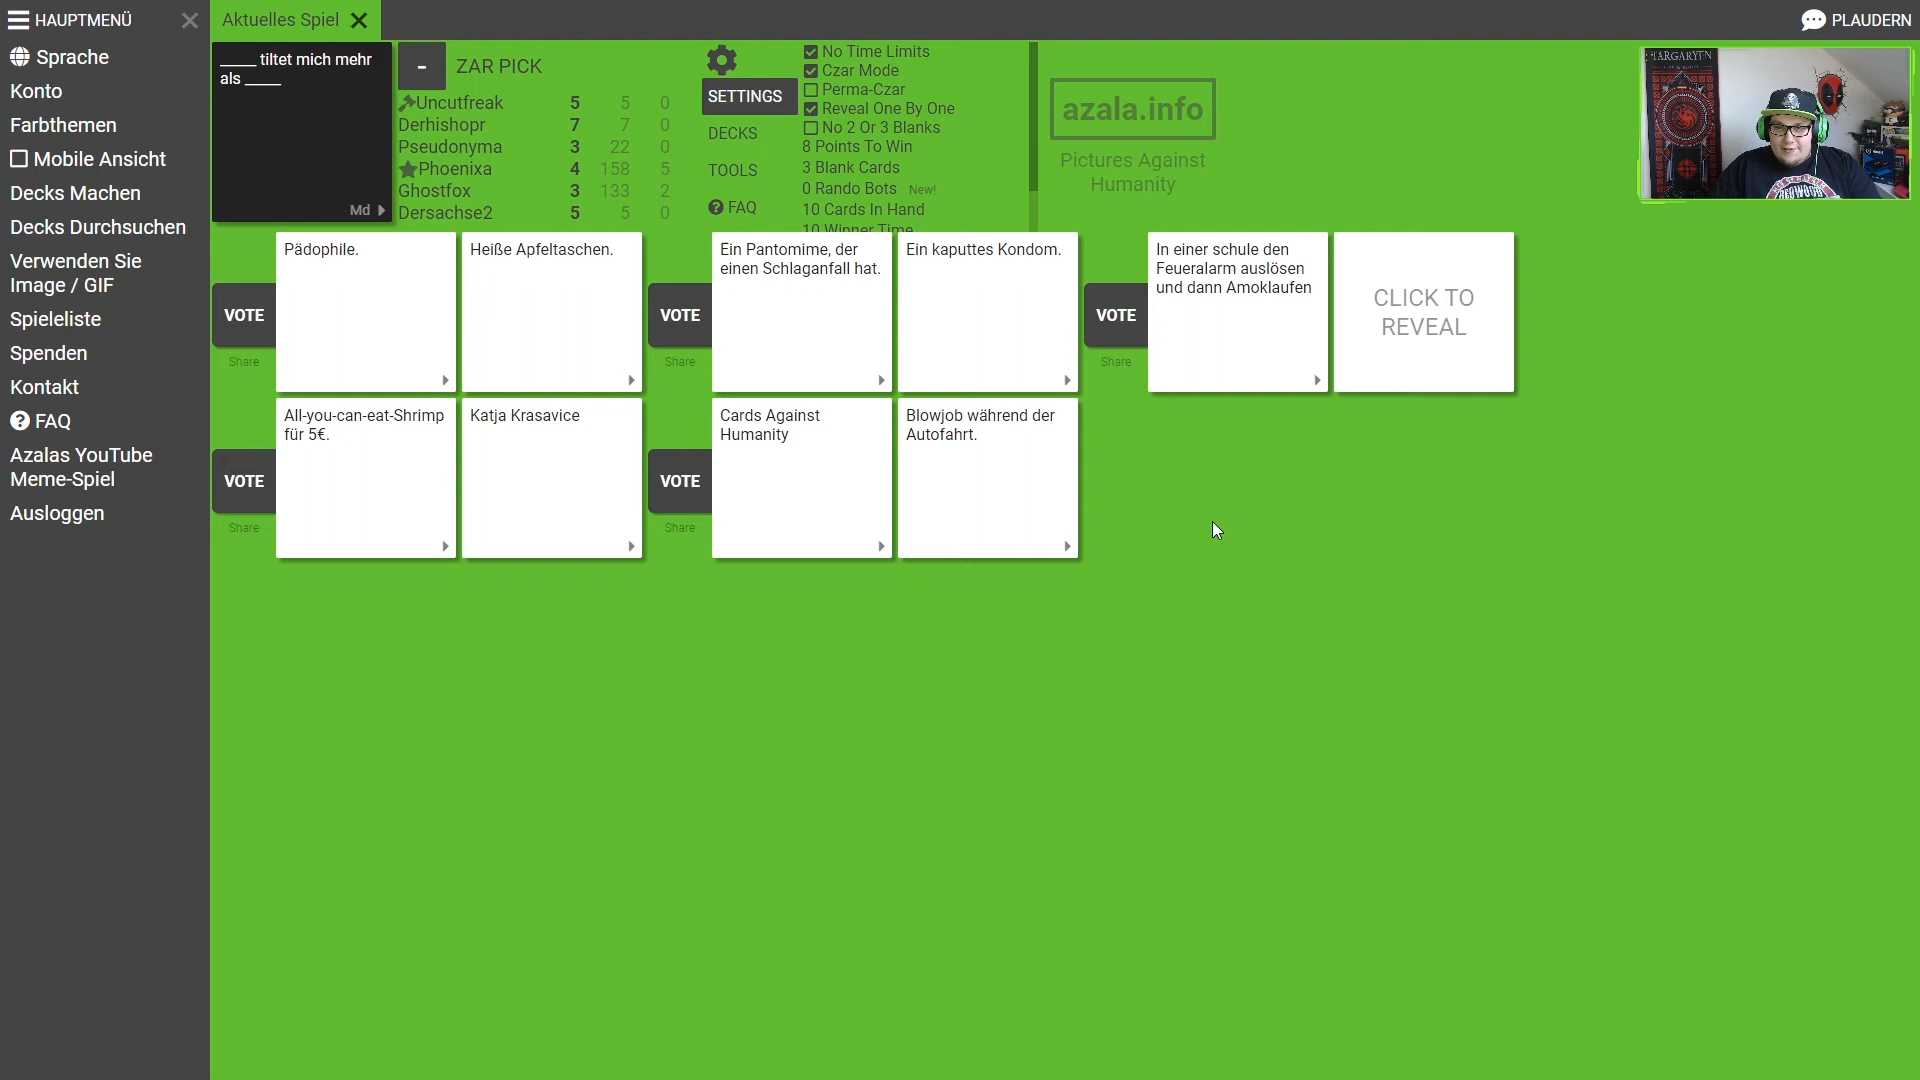 HAUPTMENÜ
Sprache
Konto
Farbthemen
Mobile Ansicht
Decks Machen
Decks Durchsuchen
Verwenden Sie
Image / GIF
Spieleliste
Spenden
Kontakt
FAQ
Azalas YouTube
Meme-Spiel
Ausloggen
Aktuelles Spiel
PLAUDERN
____ tiltet mich mehr
als ____
Md
- ZAR PICK
Uncutfreak 5 5 0
Derhishopr 7 7 0
Pseudonyma 3 22 0
Phoenixa 4 158 5
Ghostfox 3 133 2
Dersachse2 5 5 0
SETTINGS
DECKS
TOOLS
FAQ
No Time Limits
Czar Mode
Perma-Czar
Reveal One By One
No 2 Or 3 Blanks
8 Points To Win
3 Blank Cards
0 Rando Bots New!
10 Cards In Hand
10 Winner Time
azala.info
Pictures Against
Humanity
TARGARYEN
VOTE
Share
Pädophile.
Heiße Apfeltaschen.
VOTE
Share
Ein Pantomime, der
einen Schlaganfall hat.
Ein kaputtes Kondom.
VOTE
Share
In einer schule den
Feueralarm auslösen
und dann Amoklaufen
CLICK TO
REVEAL
VOTE
Share
All-you-can-eat-Shrimp
für 5€.
Katja Krasavice
VOTE
Share
Cards Against
Humanity
Blowjob während der
Autofahrt.